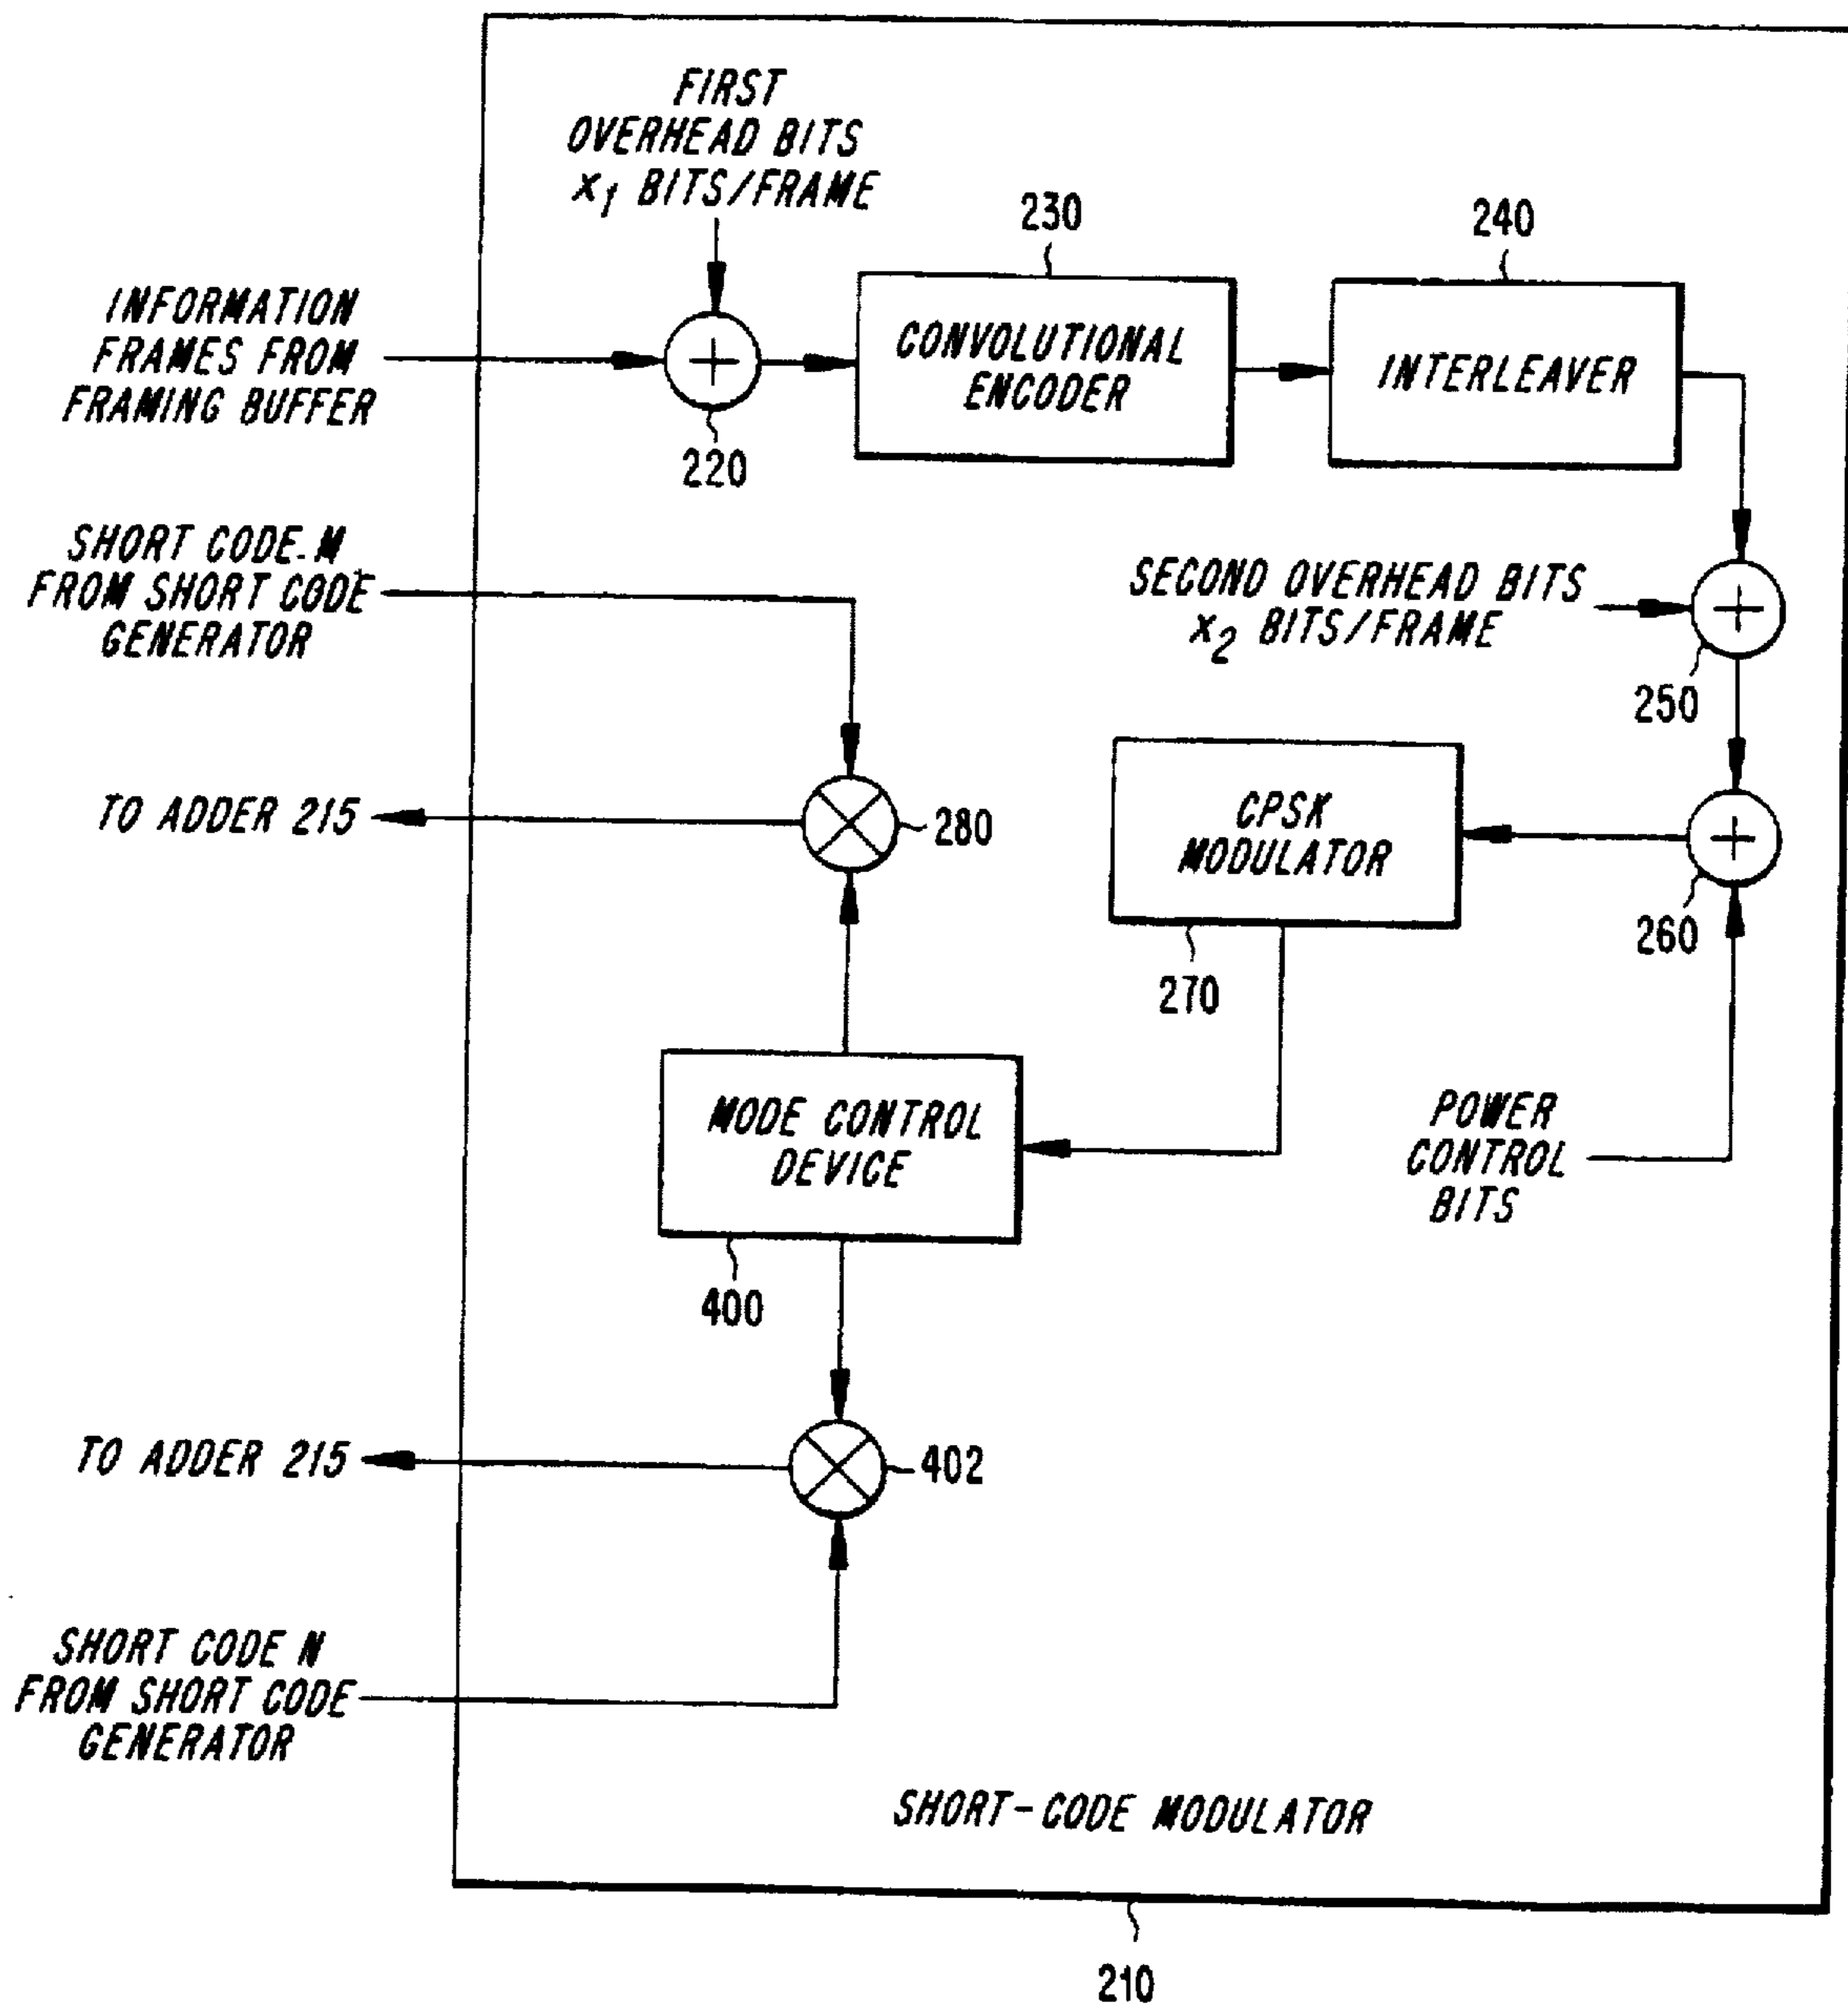 FIRST
OVERHEAD BITS
x1 BITS/FRAME
230
240
INFORMATION
FRAMES FROM
FRAMING BUFFER
+
CONVOLUTIONAL
ENCODER
INTERLEAVER
220
SHORT CODE M
FROM SHORT CODE
GENERATOR
SECOND OVERHEAD BITS
x2 BITS/FRAME
+
250
TO ADDER 215
280
CPSK
MODULATOR
+
260
270
MODE CONTROL
DEVICE
POWER
CONTROL
BITS
400
TO ADDER 215
402
SHORT CODE N
FROM SHORT CODE
GENERATOR
SHORT-CODE MODULATOR
210